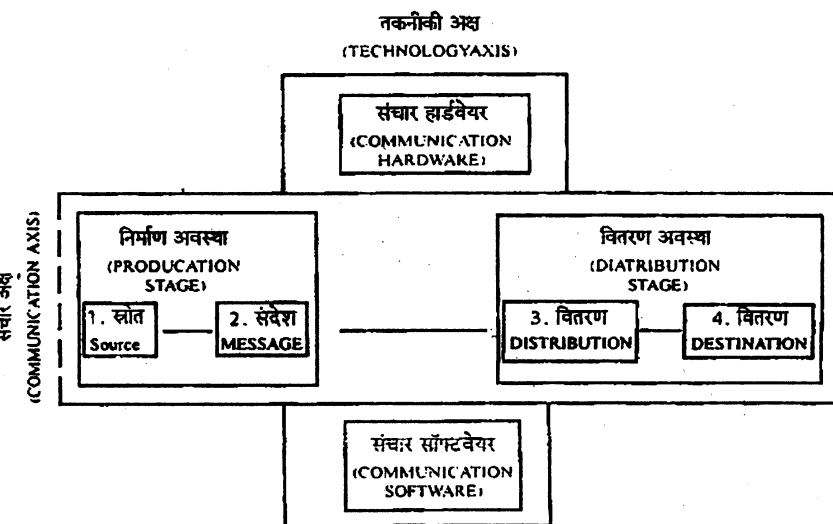 तकनीकी अक्ष
(TECHNOLOGYAXIS)
संचार हार्डवेयर
(COMMUNICATION
HARDWARE)
संचार अक्ष
(COMMUNICATION AXIS)
निर्माण अवस्था
(PRODUCATION
STAGE)
1. स्रोत
Source
2. संदेश
MESSAGE
वितरण अवस्था
(DIATRIBUTION
STAGE)
3. वितरण
DISTRIBUTION
4. वितरण
DESTINATION
संचार सॉफ्टवेयर
(COMMUNICATION
SOFTWARE)